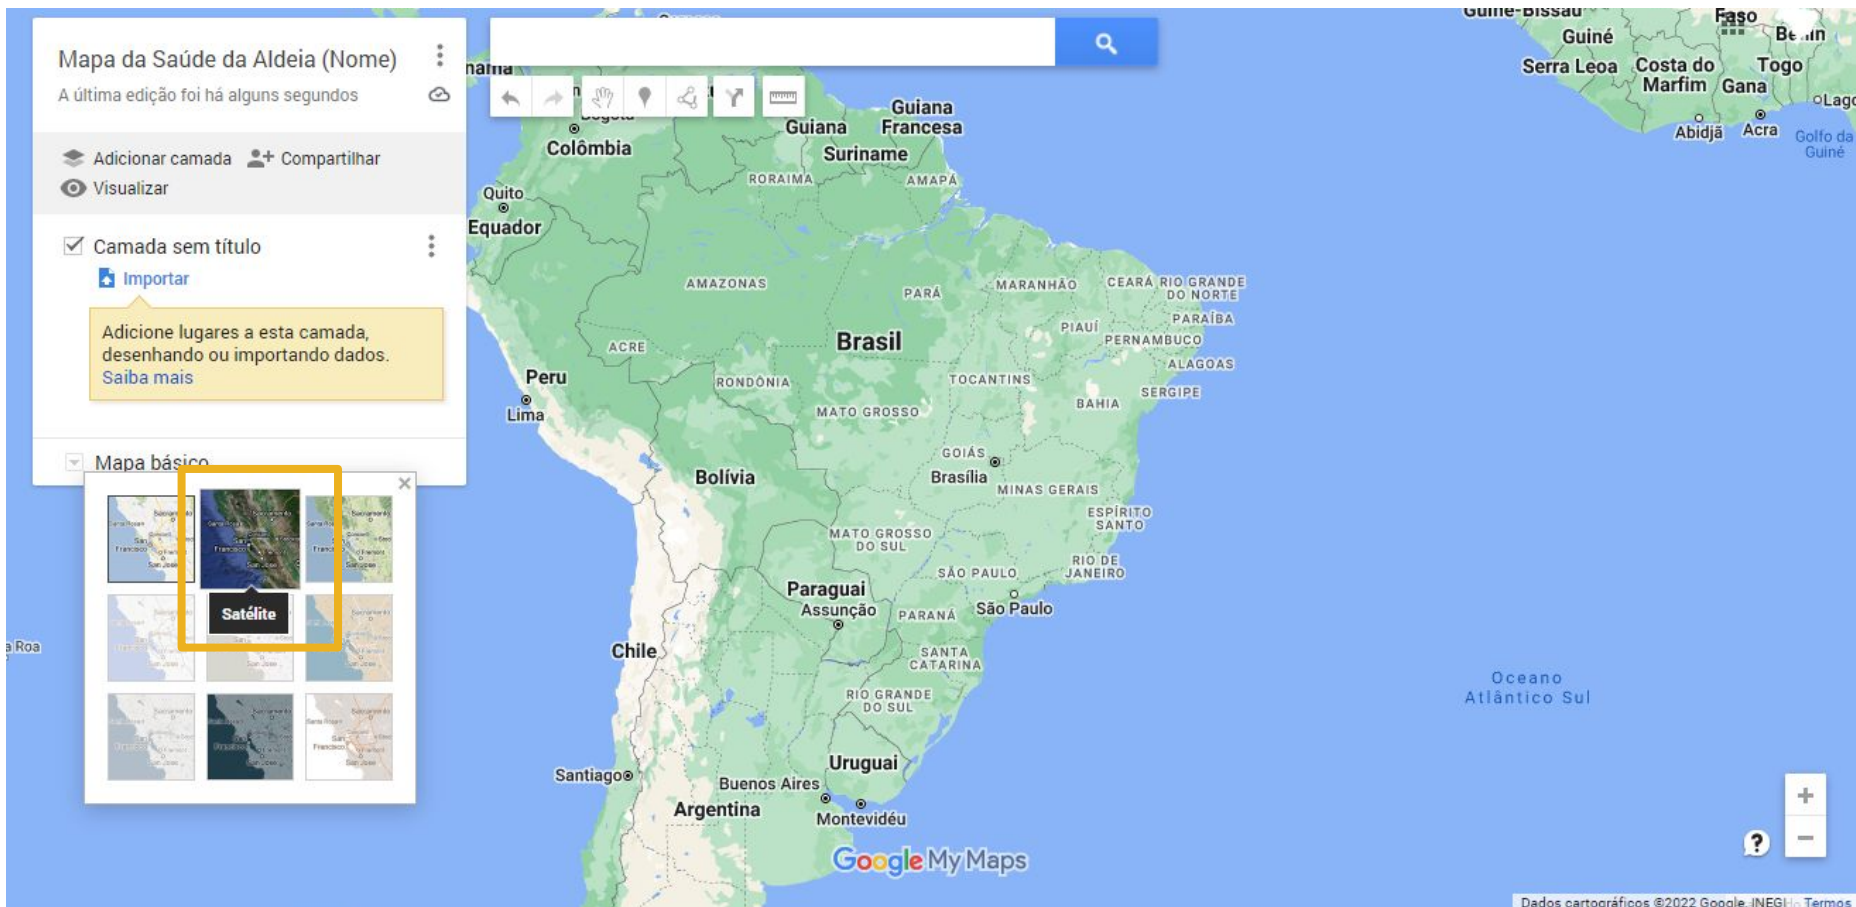 Mapa da Saúde da Aldeia (Nome)
A última edição foi há alguns segundos
Adicionar camada Compartilhar
Visualizar
Camada sem título
Importar
Adicione lugares a esta camada,
desenhando ou importando dados.
Saiba mais
Mapa básico
Satélite
Guiné-Bissau
Faso
Guiné
Benin
Serra Leoa
Costa do
Marfim
Togo
Gana
Abidjã
Acra
Golfo da
Guiné
Colômbia
Guiana
Guiana
Francesa
Suriname
RORAIMA
AMAPÁ
Quito
Equador
AMAZONAS
PARÁ
MARANHÃO
CEARÁ
RIO GRANDE
DO NORTE
PARAÍBA
PIAUÍ
PERNAMBUCO
ACRE
Brasil
ALAGOAS
Peru
RONDÔNIA
TOCANTINS
SERGIPE
Lima
MATO GROSSO
BAHIA
GOIÁS
Bolívia
Brasília
MINAS GERAIS
ESPÍRITO
SANTO
MATO GROSSO
DO SUL
RIO DE
JANEIRO
SÃO PAULO
Paraguai
Assunção
PARANÁ
São Paulo
Chile
SANTA
CATARINA
RIO GRANDE
DO SUL
a Roa
Oceano
Atlântico Sul
Uruguai
Santiago
Buenos Aires
Argentina
Montevidéu
Google My Maps
Dados cartográficos ©2022 Google, INEGI
Termos